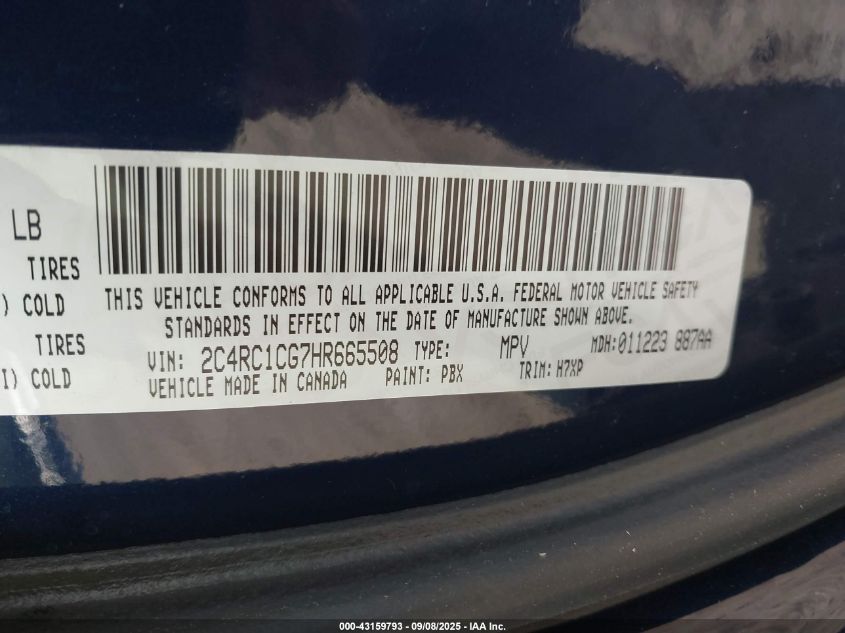 LB
TIRES
) COLD
TIRES
I) COLD
THIS VEHICLE CONFORMS TO ALL APPLICABLE U.S.A. FEDERAL MOTOR VEHICLE SAFETY
STANDARDS IN EFFECT ON THE DATE OF MANUFACTURE SHOWN ABOVE.
VIN: 2C4RC1CG7HR665508 TYPE: MPV MDH: 011223 887AA
VEHICLE MADE IN CANADA PAINT: PBX TRIM: H7XP
000-43159793 - 09/08/2025 - IAA Inc.